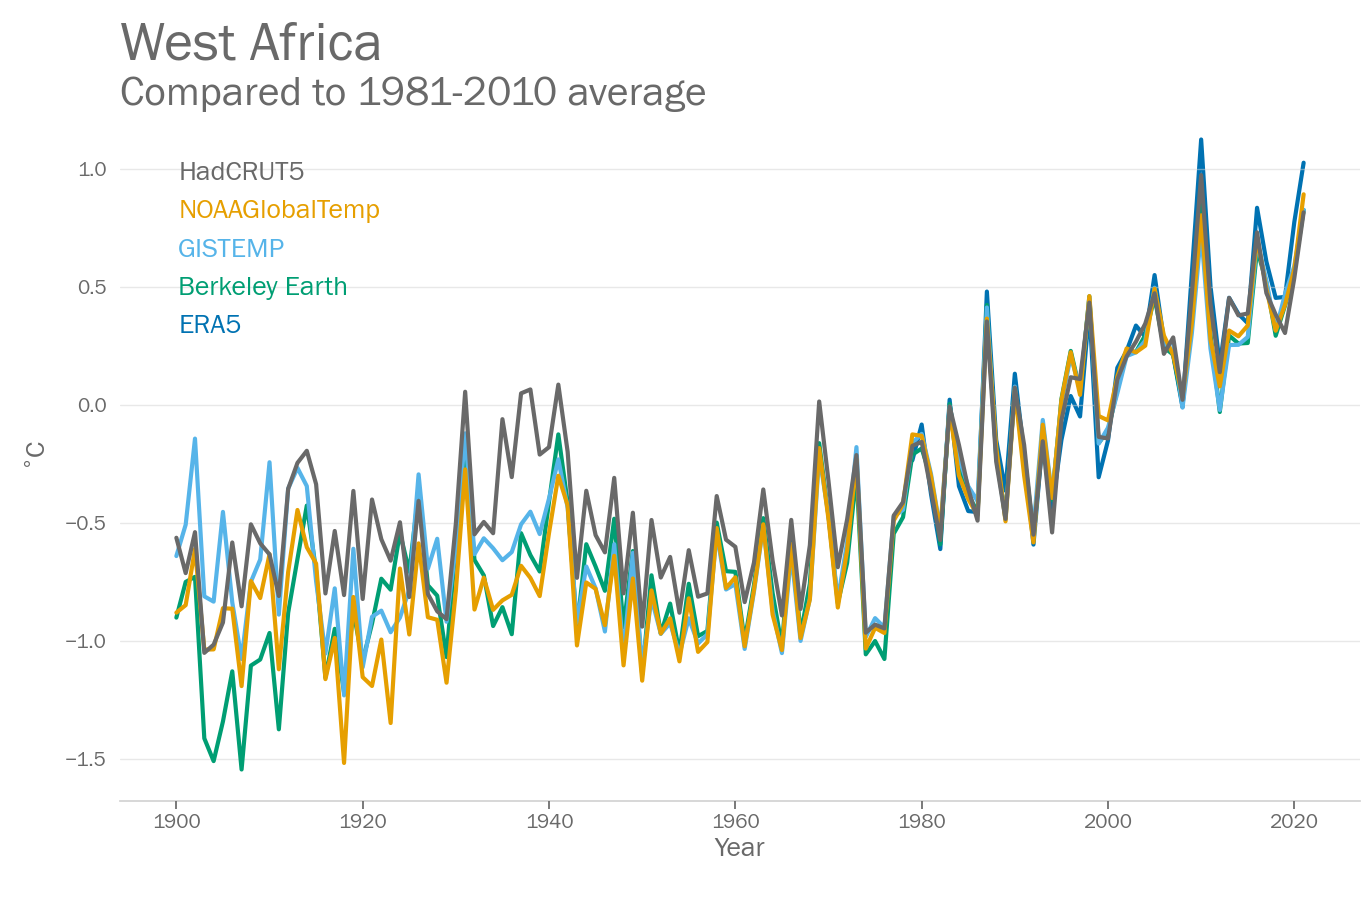 West Africa
Compared to 1981-2010 average
HadCRUT5
NOAAGlobalTemp
GISTEMP
Berkeley Earth
ERA5
1.0
0.5
0.0
−0.5
−1.0
−1.5
°C
1900 1920 1940 1960 1980 2000 2020
Year